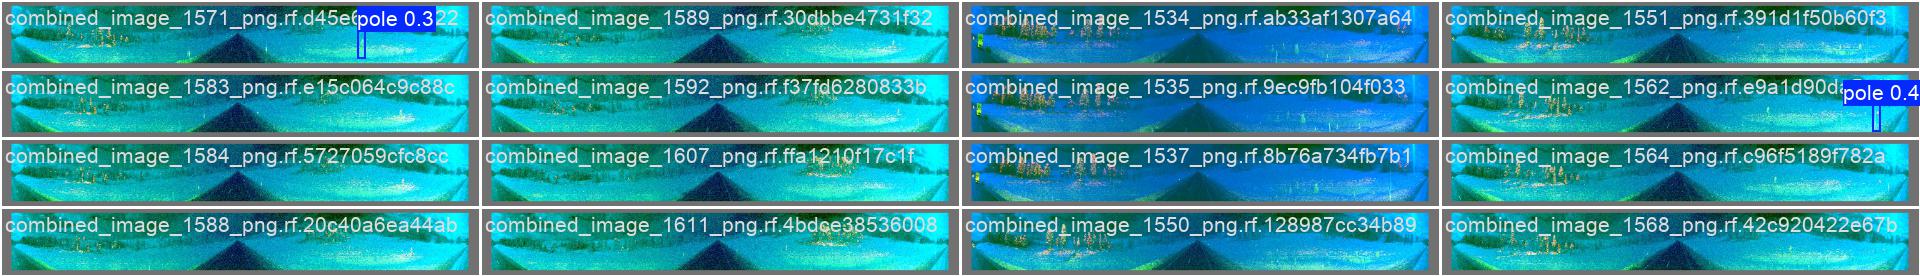 combined_image_1571_png.rf.d45e6 22
pole 0.3
combined_image_1589_png.rf.30dbbe4731f32
combined_image_1534_png.rf.ab33af1307a64
combined_image_1551_png.rf.391d1f50b60f3
combined_image_1583_png.rf.e15c064c9c88c
combined_image_1592_png.rf.f37fd6280833b
combined_image_1535_png.rf.9ec9fb104f033
combined_image_1562_png.rf.e9a1d90da
pole 0.4
combined_image_1584_png.rf.5727059cfc8cc
combined_image_1607_png.rf.ffa1210f17c1f
combined_image_1537_png.rf.8b76a734fb7b1
combined_image_1564_png.rf.c96f5189f782a
combined_image_1588_png.rf.20c40a6ea44ab
combined_image_1611_png.rf.4bdce38536008
combined_image_1550_png.rf.128987cc34b89
combined_image_1568_png.rf.42c920422e67b